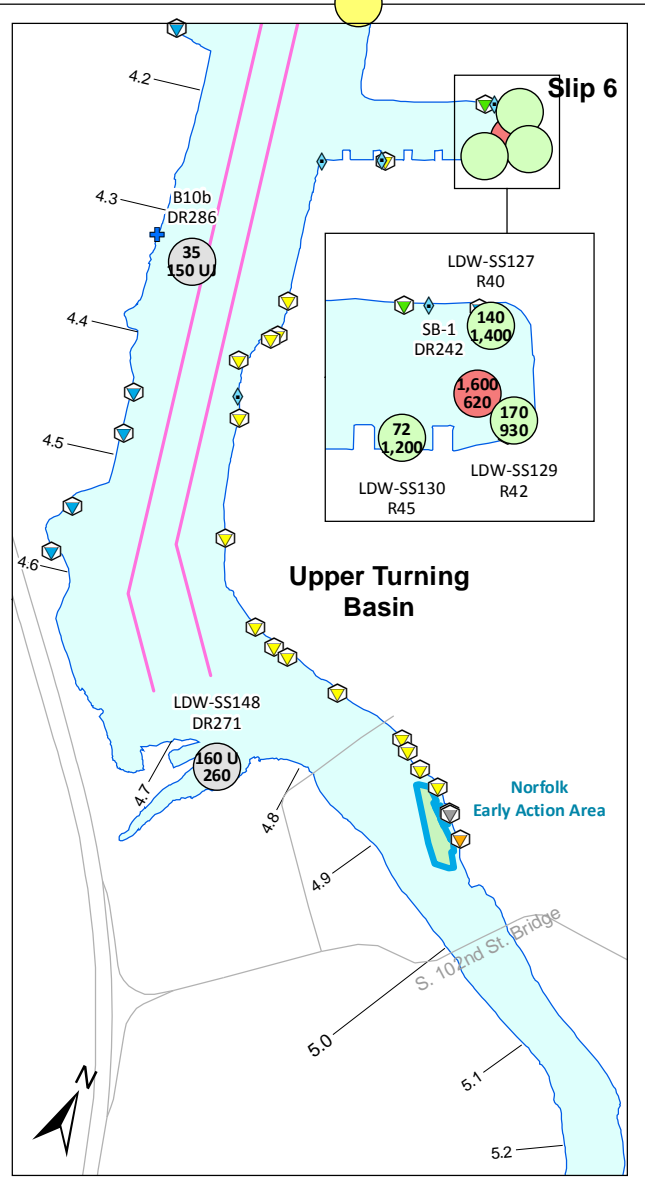 Slip 6
4.2
4.3
B10b
DR286
35
150 UJ
4.4
4.5
4.6
LDW-SS127
R40
140
1,400
SB-1
DR242
1,600
620
170
930
72
1,200
LDW-SS129
R42
LDW-SS130
R45
Upper Turning
Basin
LDW-SS148
DR271
160 U
260
4.7
4.8
Norfolk
Early Action Area
4.9
S. 102nd St. Bridge
5.0
5.1
5.2
N